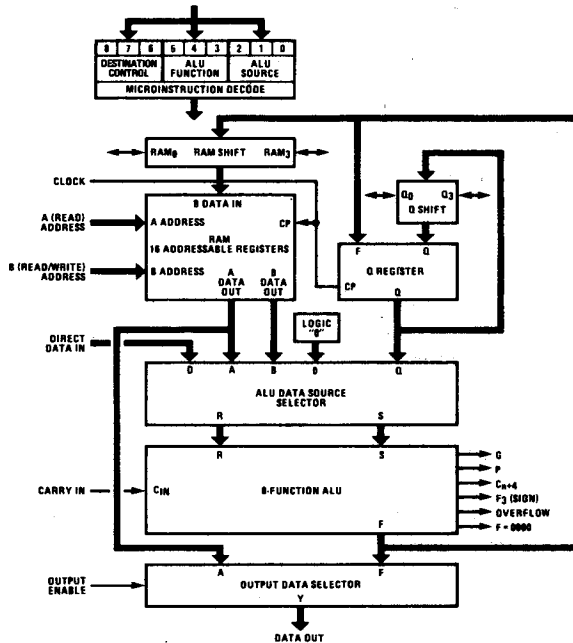 8 7 6 5 4 3 2 1 0
DESTINATION CONTROL
ALU FUNCTION
ALU SOURCE
MICROINSTRUCTION DECODE
RAM0 RAM SHIFT RAM3
CLOCK
Q0 Q3
Q SHIFT
B DATA IN
A (READ) ADDRESS
A ADDRESS
CP
RAM
16 ADDRESSABLE REGISTERS
F Q
Q REGISTER
B (READ/WRITE) ADDRESS
B ADDRESS
A DATA OUT
B DATA OUT
CP
Q
LOGIC "0"
DIRECT DATA IN
D A B 0 Q
ALU DATA SOURCE SELECTOR
R S
R S
G
P
CARRY IN
CIN
8-FUNCTION ALU
Cn+4
F3 (SIGN)
OVERFLOW
F = 0000
F
A F
OUTPUT ENABLE
OUTPUT DATA SELECTOR
Y
DATA OUT